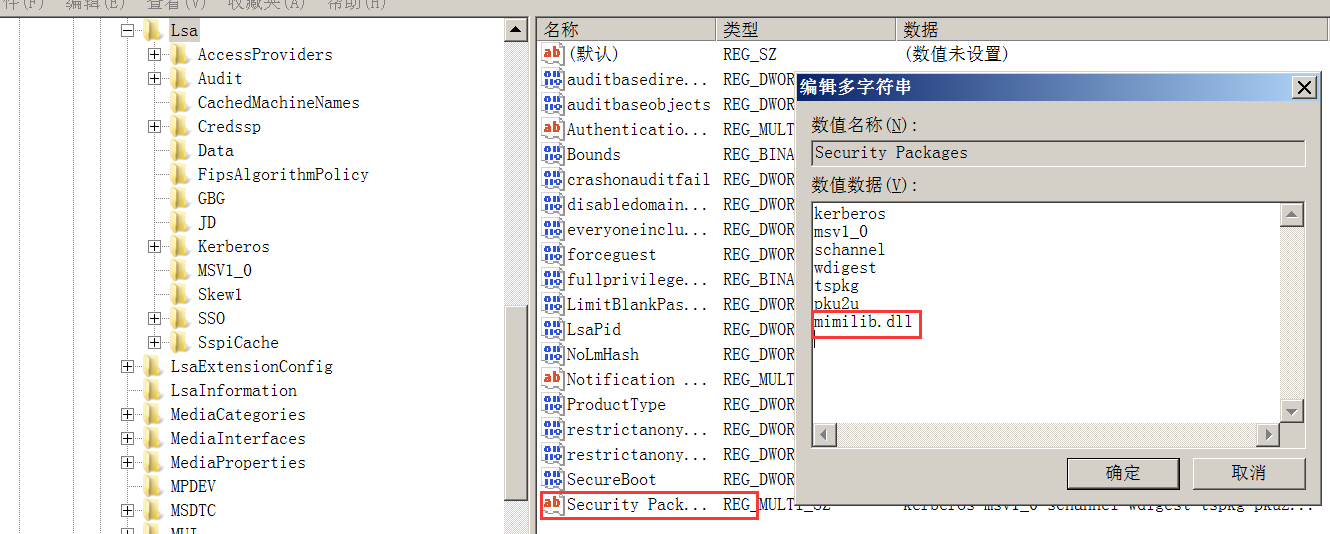 件(F) 编辑(E) 查看(V) 收藏夹(A) 帮助(H)
Lsa
AccessProviders
Audit
CachedMachineNames
Credssp
Data
FipsAlgorithmPolicy
GBG
JD
Kerberos
MSV1_0
Skew1
SSO
SspiCache
LsaExtensionConfig
LsaInformation
MediaCategories
MediaInterfaces
MediaProperties
MPDEV
MSDTC
MUI
名称 类型 数据
(默认) REG_SZ (数值未设置)
auditbasedire... REG_DWOR
auditbaseobjects REG_DWOR
Authenticatio... REG_MULT
Bounds REG_BINA
crashonauditfail REG_DWOR
disabledomain... REG_DWOR
everyoneinclu... REG_DWOR
forceguest REG_DWOR
fullprivilege... REG_BINA
LimitBlankPas... REG_DWOR
LsaPid REG_DWOR
NoLmHash REG_DWOR
Notification ... REG_MULT
ProductType REG_DWOR
restrictanony... REG_DWOR
restrictanony... REG_DWOR
SecureBoot REG_DWOR
Security Pack... REG_MULTI_SZ kerberos msv1_0 schannel wdigest tspkg pku2...
编辑多字符串
数值名称(N):
Security Packages
数值数据(V):
kerberos
msv1_0
schannel
wdigest
tspkg
pku2u
mimilib.dll
确定 取消